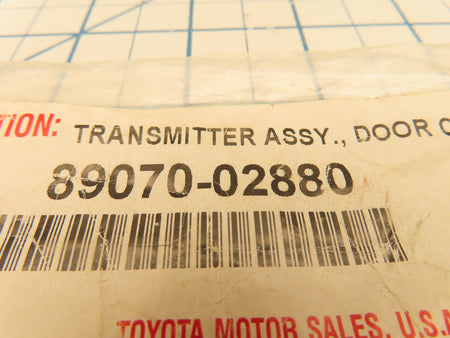 TION: TRANSMITTER ASSY., DOOR C
89070-02880
TOYOTA MOTOR SALES, U.S.A